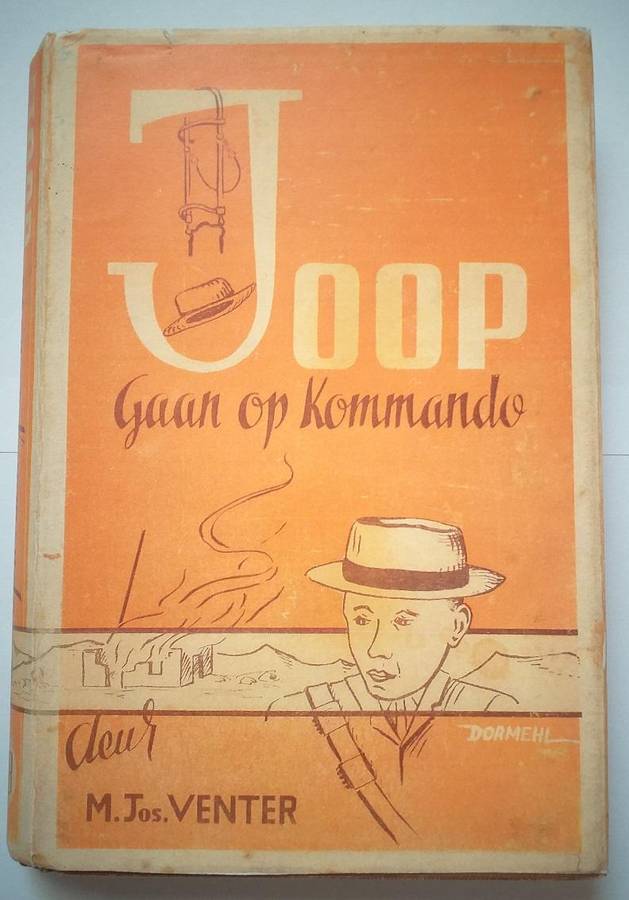 JOOP
Gaan op Kommando
DORMEHL
deur
M. Jos. VENTER